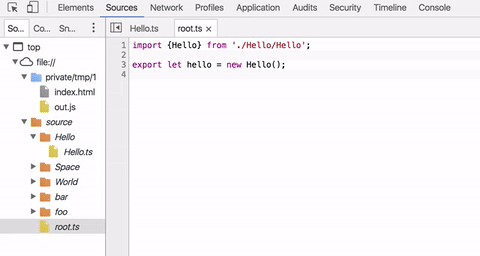 Elements Sources Network Profiles Application Security Audits Timeline Console
So... Co... Sn...
Hello.ts root.ts ×
top
file://
private/tmp/1
index.html
out.js
source
Hello
Hello.ts
Space
World
bar
foo
root.ts
1 import {Hello} from './Hello/Hello';
2
3 export let hello = new Hello();
4